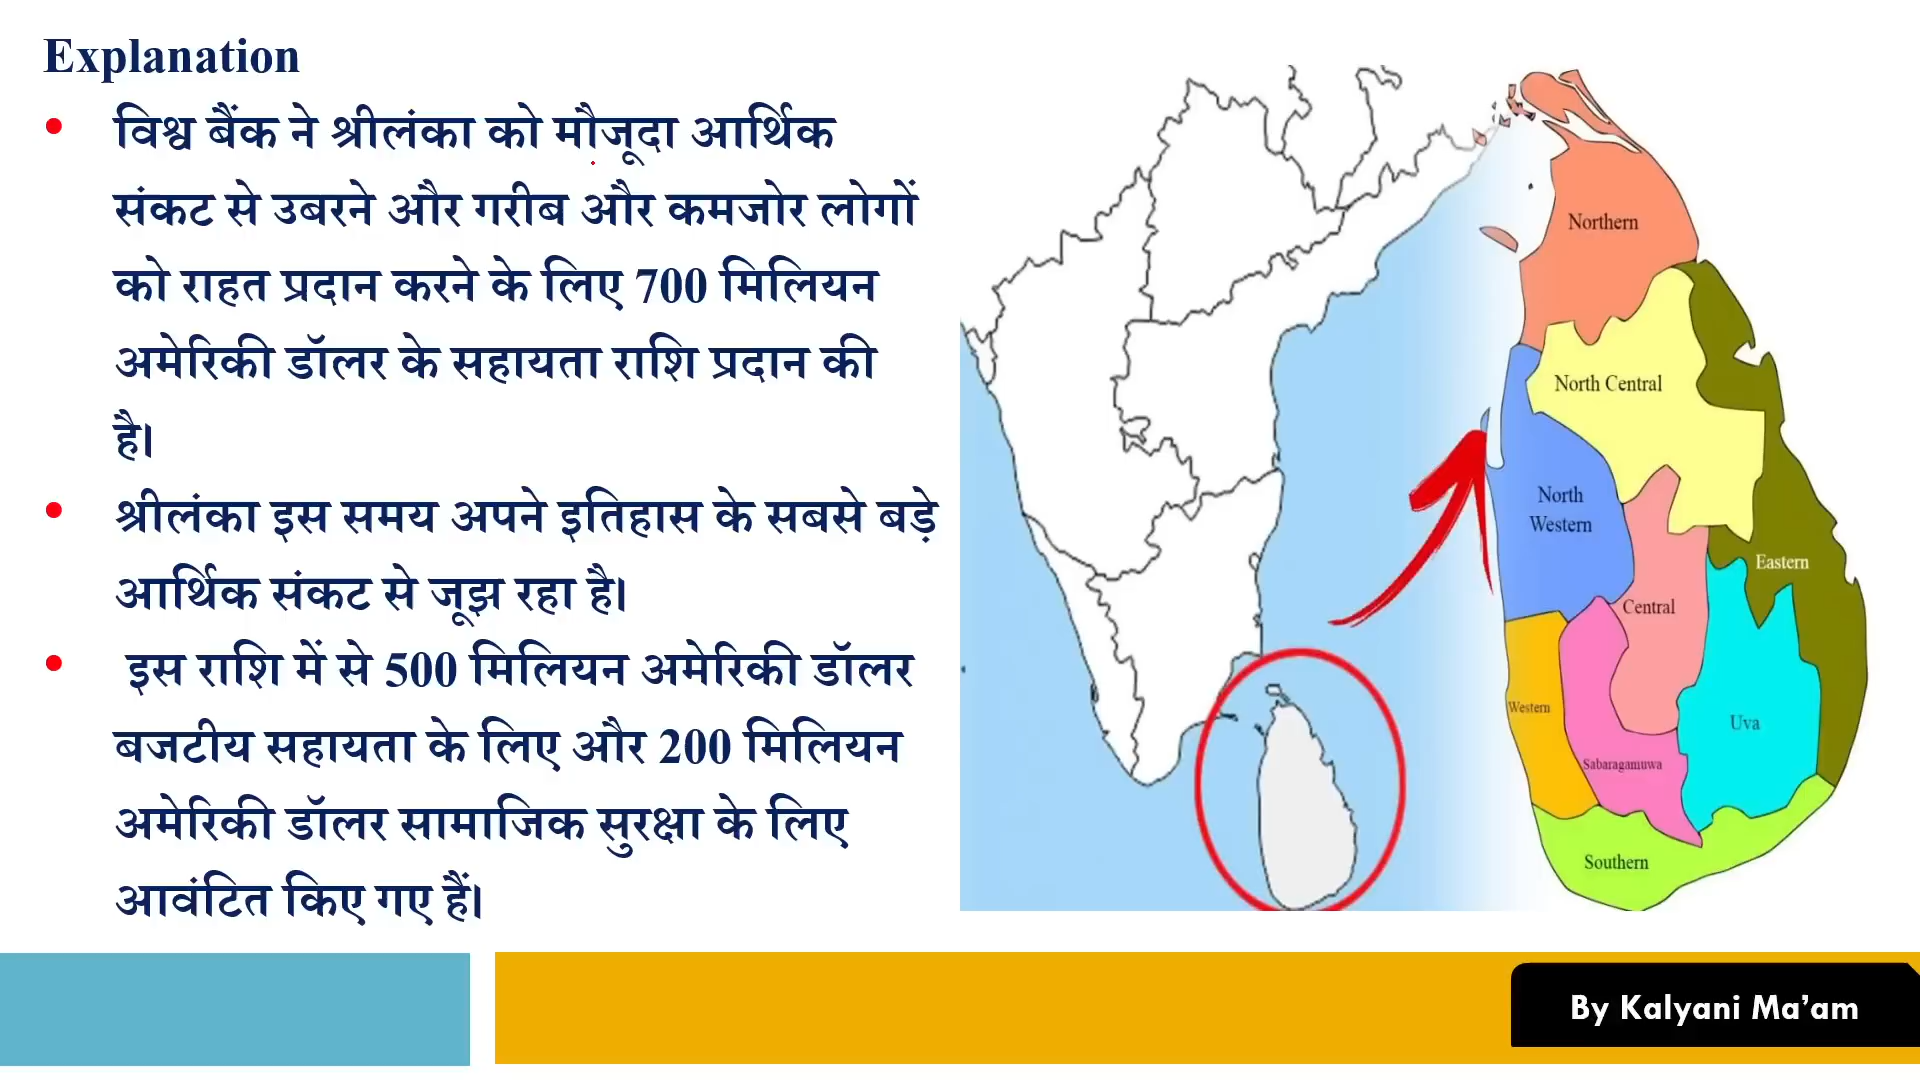 Explanation
• विश्व बैंक ने श्रीलंका को मौजूदा आर्थिक
संकट से उबरने और गरीब और कमजोर लोगों
को राहत प्रदान करने के लिए 700 मिलियन
अमेरिकी डॉलर के सहायता राशि प्रदान की
है।
• श्रीलंका इस समय अपने इतिहास के सबसे बड़े
आर्थिक संकट से जूझ रहा है।
• इस राशि में से 500 मिलियन अमेरिकी डॉलर
बजटीय सहायता के लिए और 200 मिलियन
अमेरिकी डॉलर सामाजिक सुरक्षा के लिए
आवंटित किए गए हैं।
Northern
North Central
North
Western
Eastern
Central
Western
Uva
Sabaragamuwa
Southern
By Kalyani Ma’am